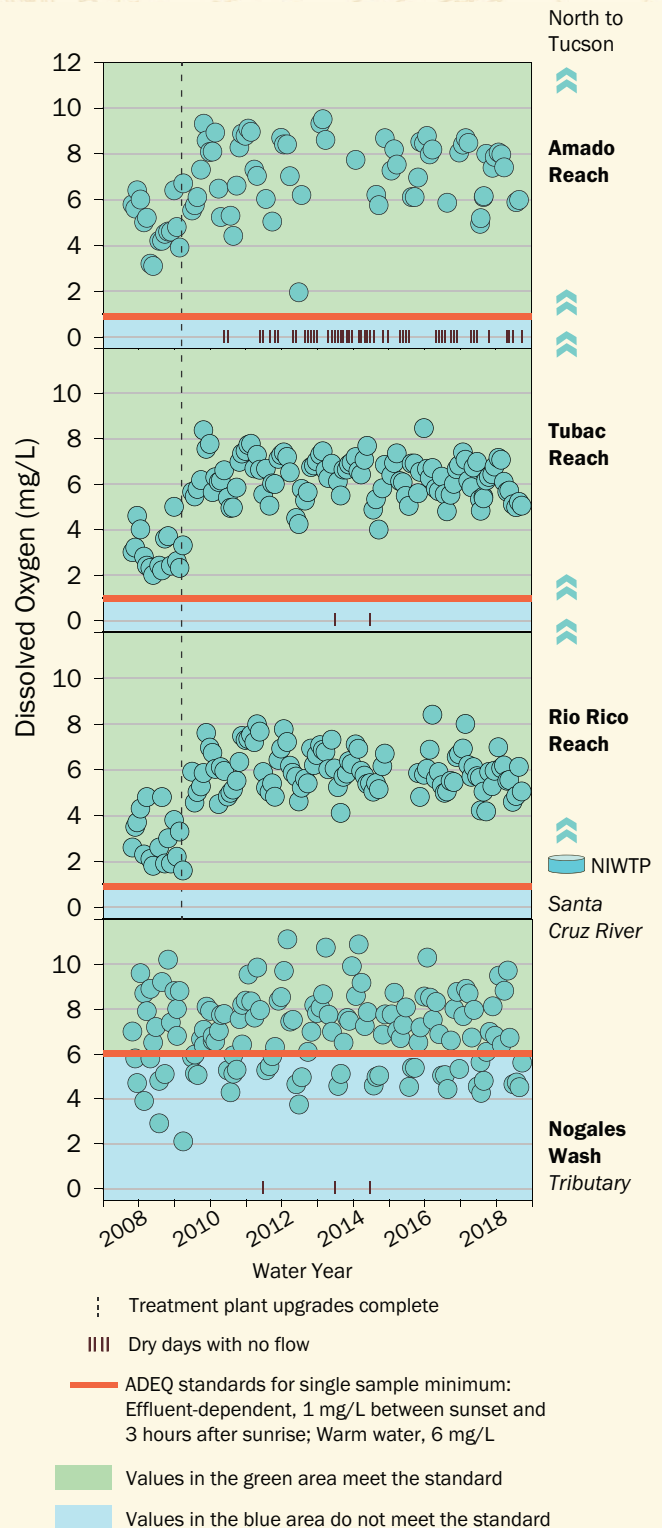 North to
Tucson
12
10
8
6
4
2
0
Amado
Reach
10
8
6
4
2
0
Tubac
Reach
Dissolved Oxygen (mg/L)
10
8
6
4
2
0
Rio Rico
Reach
NIWTP
Santa
Cruz River
10
8
6
4
2
0
Nogales
Wash
Tributary
2008 2010 2012 2014 2016 2018
Water Year
Treatment plant upgrades complete
Dry days with no flow
ADEQ standards for single sample minimum:
Effluent-dependent, 1 mg/L between sunset and
3 hours after sunrise; Warm water, 6 mg/L
Values in the green area meet the standard
Values in the blue area do not meet the standard